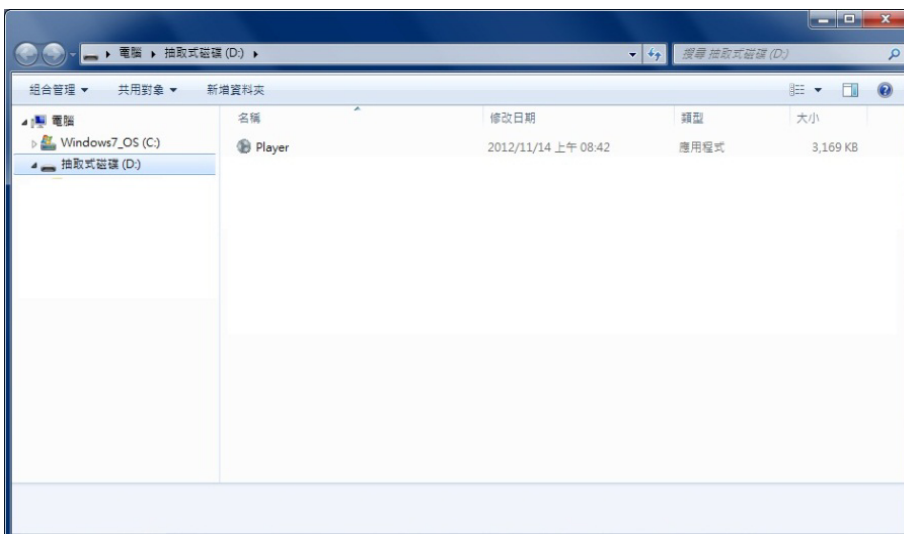 電腦 抽取式磁碟 (D:) 搜尋 抽取式磁碟 (D:)
組合管理 共用對象 新增資料夾
電腦
Windows7_OS (C:)
抽取式磁碟 (D:)
名稱 修改日期 類型 大小
Player 2012/11/14 上午 08:42 應用程式 3,169 KB